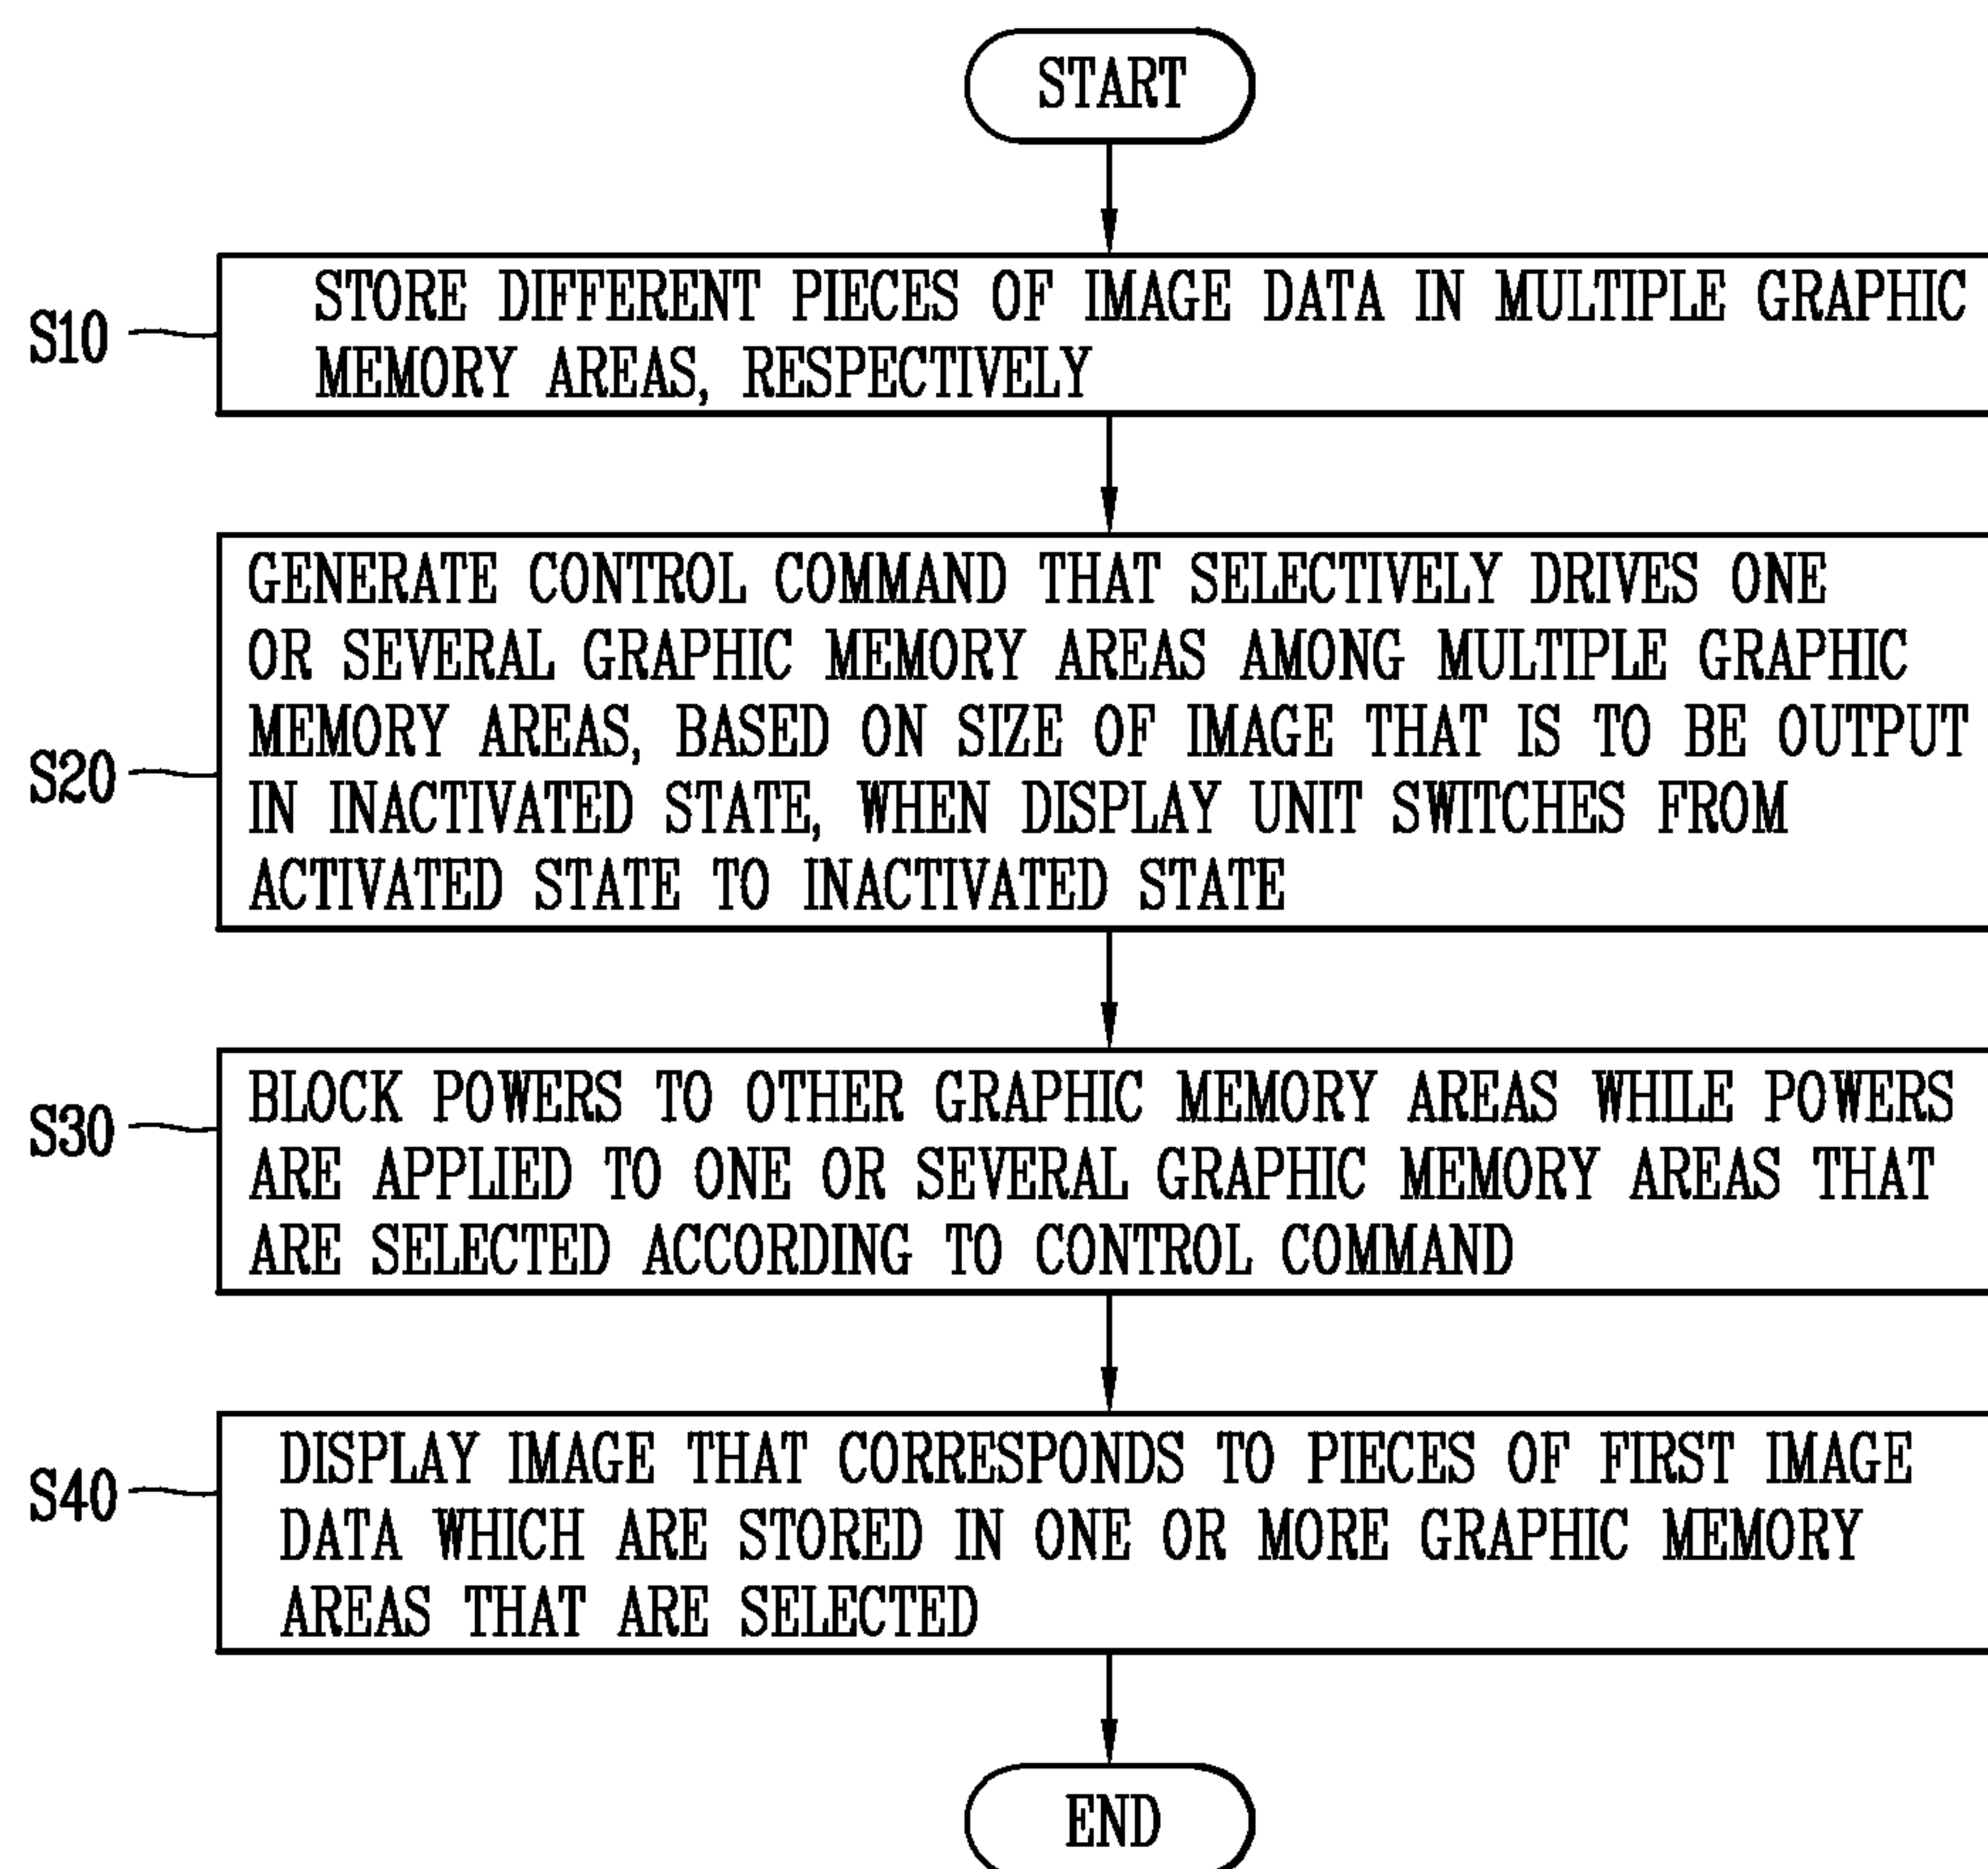 START
S10
STORE DIFFERENT PIECES OF IMAGE DATA IN MULTIPLE GRAPHIC
MEMORY AREAS, RESPECTIVELY
S20
GENERATE CONTROL COMMAND THAT SELECTIVELY DRIVES ONE
OR SEVERAL GRAPHIC MEMORY AREAS AMONG MULTIPLE GRAPHIC
MEMORY AREAS, BASED ON SIZE OF IMAGE THAT IS TO BE OUTPUT
IN INACTIVATED STATE, WHEN DISPLAY UNIT SWITCHES FROM
ACTIVATED STATE TO INACTIVATED STATE
S30
BLOCK POWERS TO OTHER GRAPHIC MEMORY AREAS WHILE POWERS
ARE APPLIED TO ONE OR SEVERAL GRAPHIC MEMORY AREAS THAT
ARE SELECTED ACCORDING TO CONTROL COMMAND
S40
DISPLAY IMAGE THAT CORRESPONDS TO PIECES OF FIRST IMAGE
DATA WHICH ARE STORED IN ONE OR MORE GRAPHIC MEMORY
AREAS THAT ARE SELECTED
END